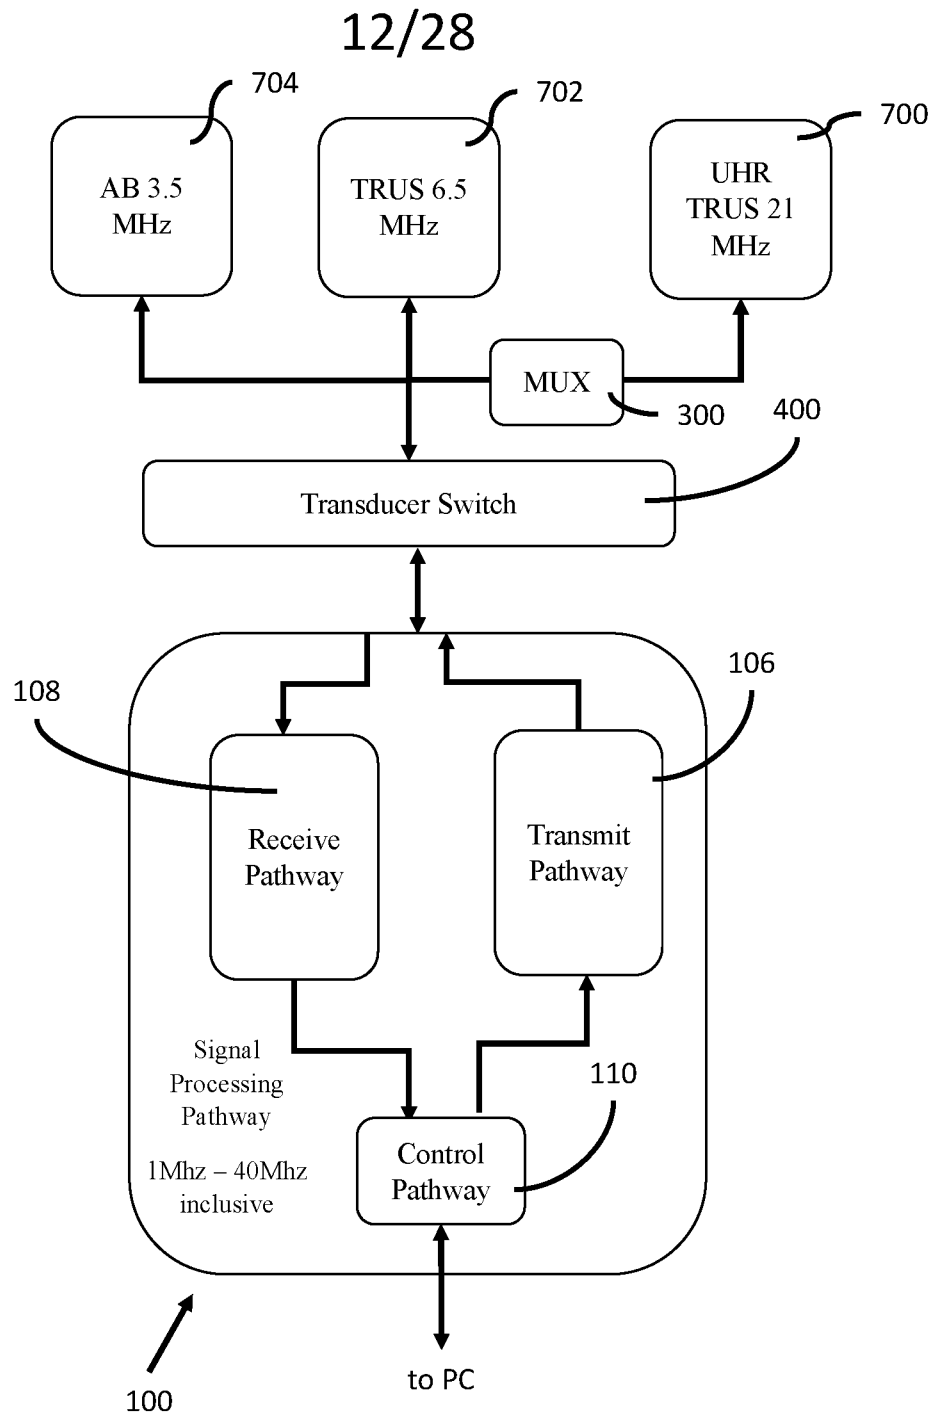 12/28
704
702
700
AB 3.5
MHz
TRUS 6.5
MHz
UHR
TRUS 21
MHz
MUX
300
400
Transducer Switch
108
106
Receive
Pathway
Transmit
Pathway
Signal
Processing
Pathway
1Mhz – 40Mhz
inclusive
110
Control
Pathway
to PC
100